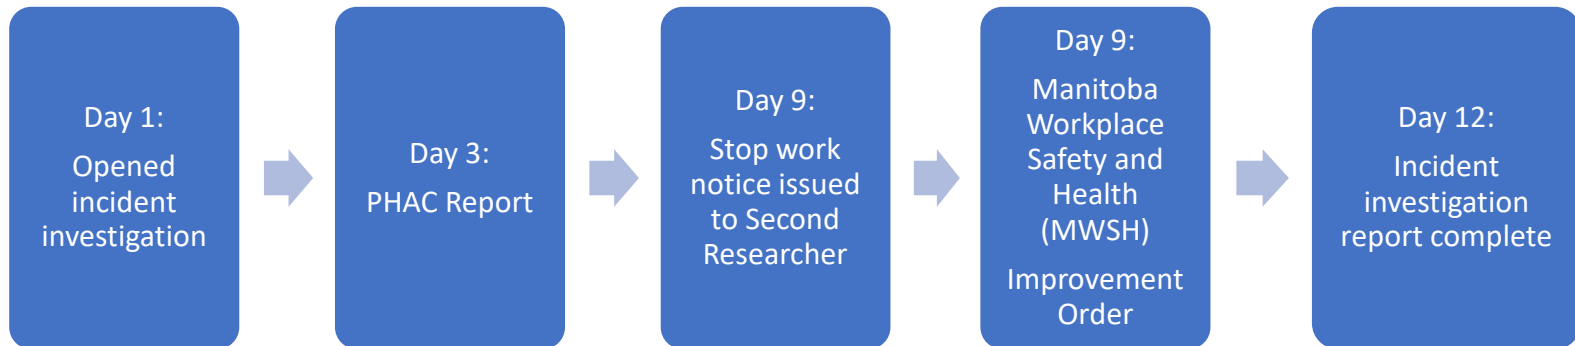 Day 1:
Opened
incident
investigation
Day 3:
PHAC Report
Day 9:
Stop work
notice issued
to Second
Researcher
Day 9:
Manitoba
Workplace
Safety and
Health
(MWSH)
Improvement
Order
Day 12:
Incident
investigation
report complete